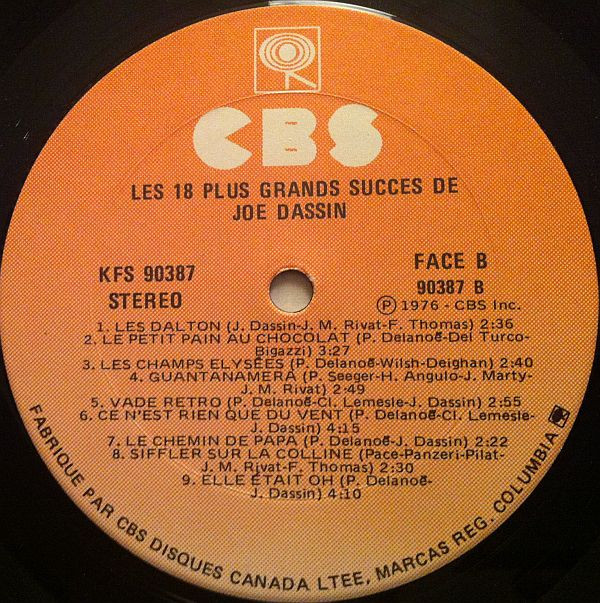 CBS
LES 18 PLUS GRANDS SUCCES DE
JOE DASSIN
KFS 90387
STEREO
FACE B
90387 B
Ⓟ 1976 - CBS Inc.
1. LES DALTON (J. Dassin-J. M. Rivat-F. Thomas) 2:36
2. LE PETIT PAIN AU CHOCOLAT (P. Delanoë-Del Turco-
Bigazzi) 3:27
3. LES CHAMPS ELYSÉES (P. Delanoë-Wilsh-Deighan) 2:40
4. GUANTANAMERA (P. Seeger-H. Angulo-J. Marty-
J. M. Rivat) 2:49
5. VADE RETRO (P. Delanoë-Cl. Lemesle-J. Dassin) 2:55
6. CE N'EST RIEN QUE DU VENT (P. Delanoë-Cl. Lemesle-
J. Dassin) 4:15
7. LE CHEMIN DE PAPA (P. Delanoë-J. Dassin) 2:22
8. SIFFLER SUR LA COLLINE (Pace-Panzeri-Pilat-
J. M. Rivat-F. Thomas) 2:30
9. ELLE ÉTAIT OH (P. Delanoë-
J. Dassin) 4:10
FABRIQUE PAR CBS DISQUES CANADA LTEE, MARCAS REG. COLUMBIA